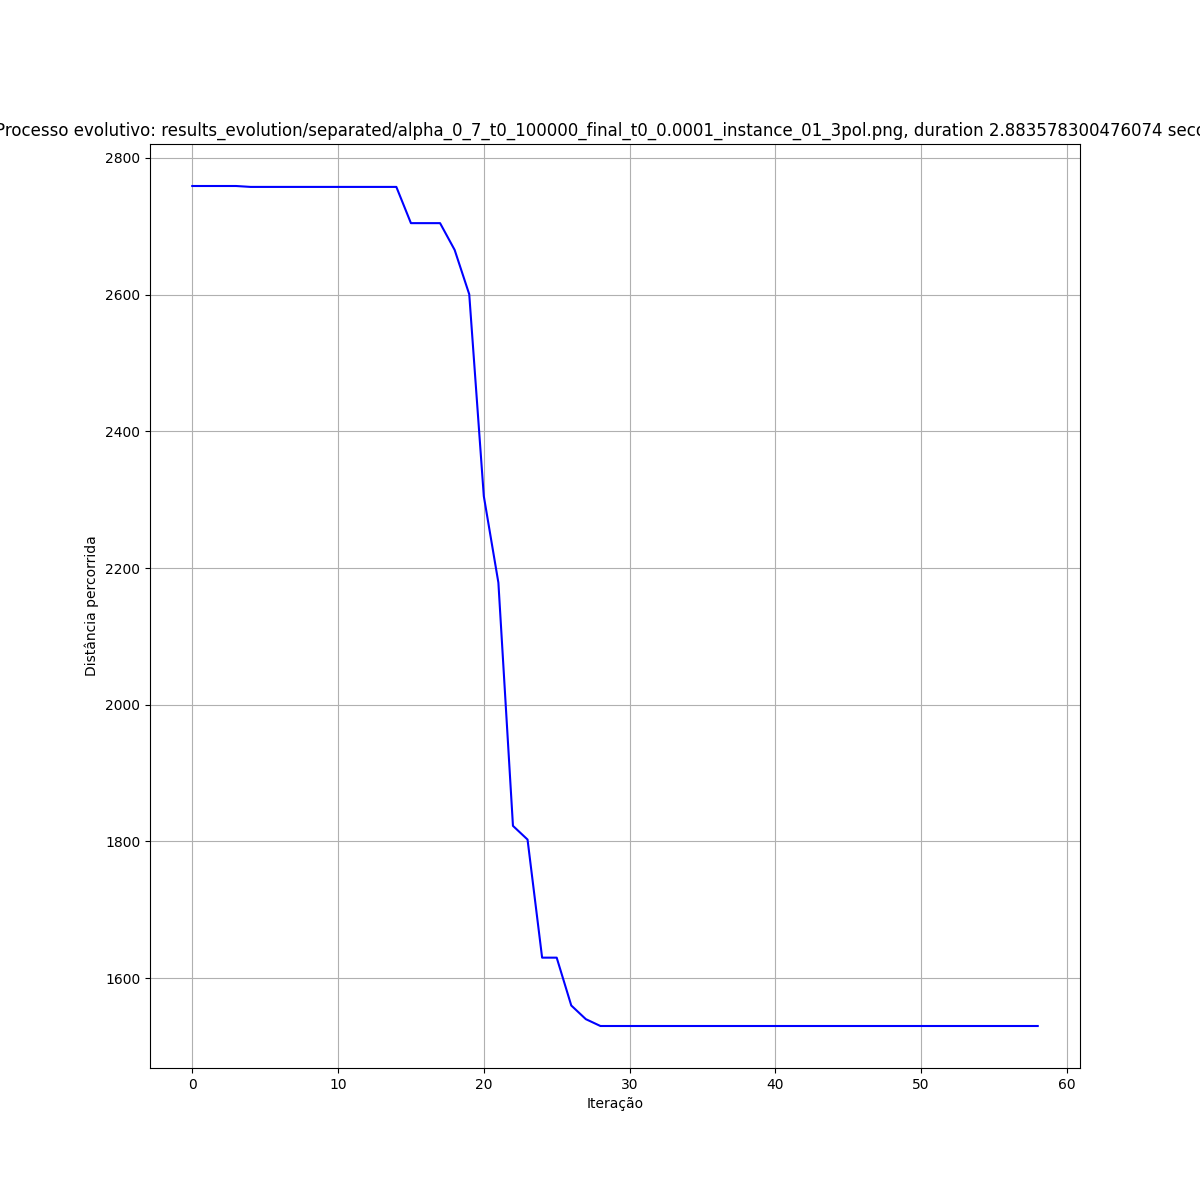 Processo evolutivo: results_evolution/separated/alpha_0_7_t0_100000_final_t0_0.0001_instance_01_3pol.png, duration 2.883578300476074
2800
2600
2400
2200
2000
1800
1600
Distância percorrida
0 10 20 30 40 50 60
Iteração